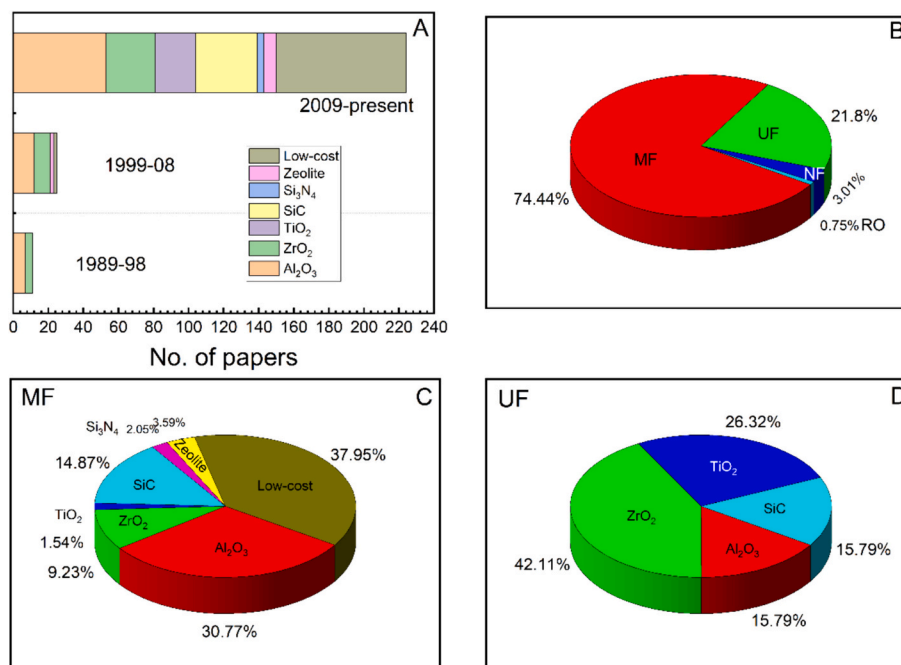 A
2009-present
1999-08
1989-98
Low-cost
Zeolite
Si₃N₄
SiC
TiO₂
ZrO₂
Al₂O₃
0 20 40 60 80 100 120 140 160 180 200 220 240
No. of papers
B
21.8%
UF
MF
NF
3.01%
74.44%
0.75% RO
MF
C
Si₃N₄ 2.05% 3.59%
Zeolite
37.95%
14.87%
SiC
Low-cost
TiO₂
ZrO₂
1.54%
Al₂O₃
9.23%
30.77%
UF
D
26.32%
TiO₂
ZrO₂
SiC
Al₂O₃
42.11%
15.79%
15.79%